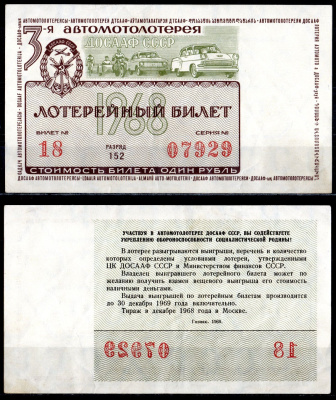 3-я автомотолотерея
ДОСААФ СССР
1968
ЛОТЕРЕЙНЫЙ БИЛЕТ
БИЛЕТ №
СЕРИЯ №
РАЗРЯД
18
152
07929
СТОИМОСТЬ БИЛЕТА ОДИН РУБЛЬ
УЧАСТВУЯ В АВТОМОТОЛОТЕРЕЕ ДОСААФ СССР, ВЫ СОДЕЙСТВУЕТЕ
УКРЕПЛЕНИЮ ОБОРОНОСПОСОБНОСТИ СОЦИАЛИСТИЧЕСКОЙ РОДИНЫ!
В лотерее разыгрываются выигрыши, перечень и количество
которых определены условиями лотереи, утвержденными
ЦК ДОСААФ СССР и Министерством финансов СССР.
Владелец выигравшего лотерейного билета может по
желанию получить взамен вещевого выигрыша его стоимость
наличными деньгами.
Выдача выигрышей по лотерейным билетам производится
до 30 декабря 1969 года включительно.
Тираж в декабре 1968 года в Москве.
Гознак. 1968.
07929
18